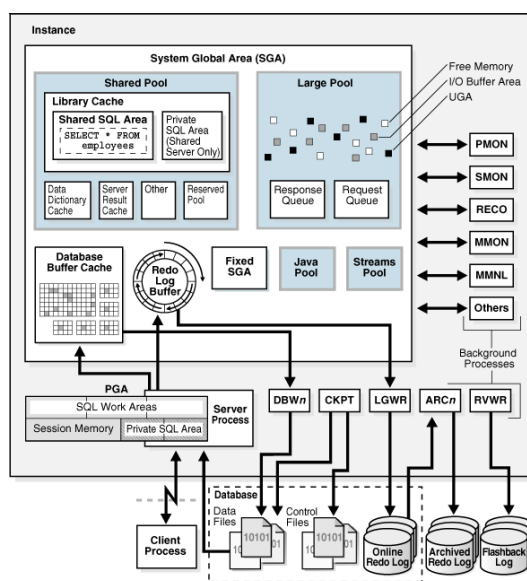 Instance
System Global Area (SGA)
Shared Pool
Library Cache
Shared SQL Area
SELECT * FROM
employees
Private
SQL Area
(Shared
Server Only)
Data
Dictionary
Cache
Server
Result
Cache
Other
Reserved
Pool
Large Pool
Response
Queue
Request
Queue
Free Memory
I/O Buffer Area
UGA
PMON
SMON
RECO
MMON
MMNL
Others
Background
Processes
Database
Buffer Cache
Redo
Log
Buffer
Fixed
SGA
Java
Pool
Streams
Pool
PGA
SQL Work Areas
Session Memory
Private SQL Area
Server
Process
DBWn
CKPT
LGWR
ARCn
RVWR
Client
Process
Database
Data
Files
10101
Control
Files
10101
Online
Redo Log
Archived
Redo Log
Flashback
Log